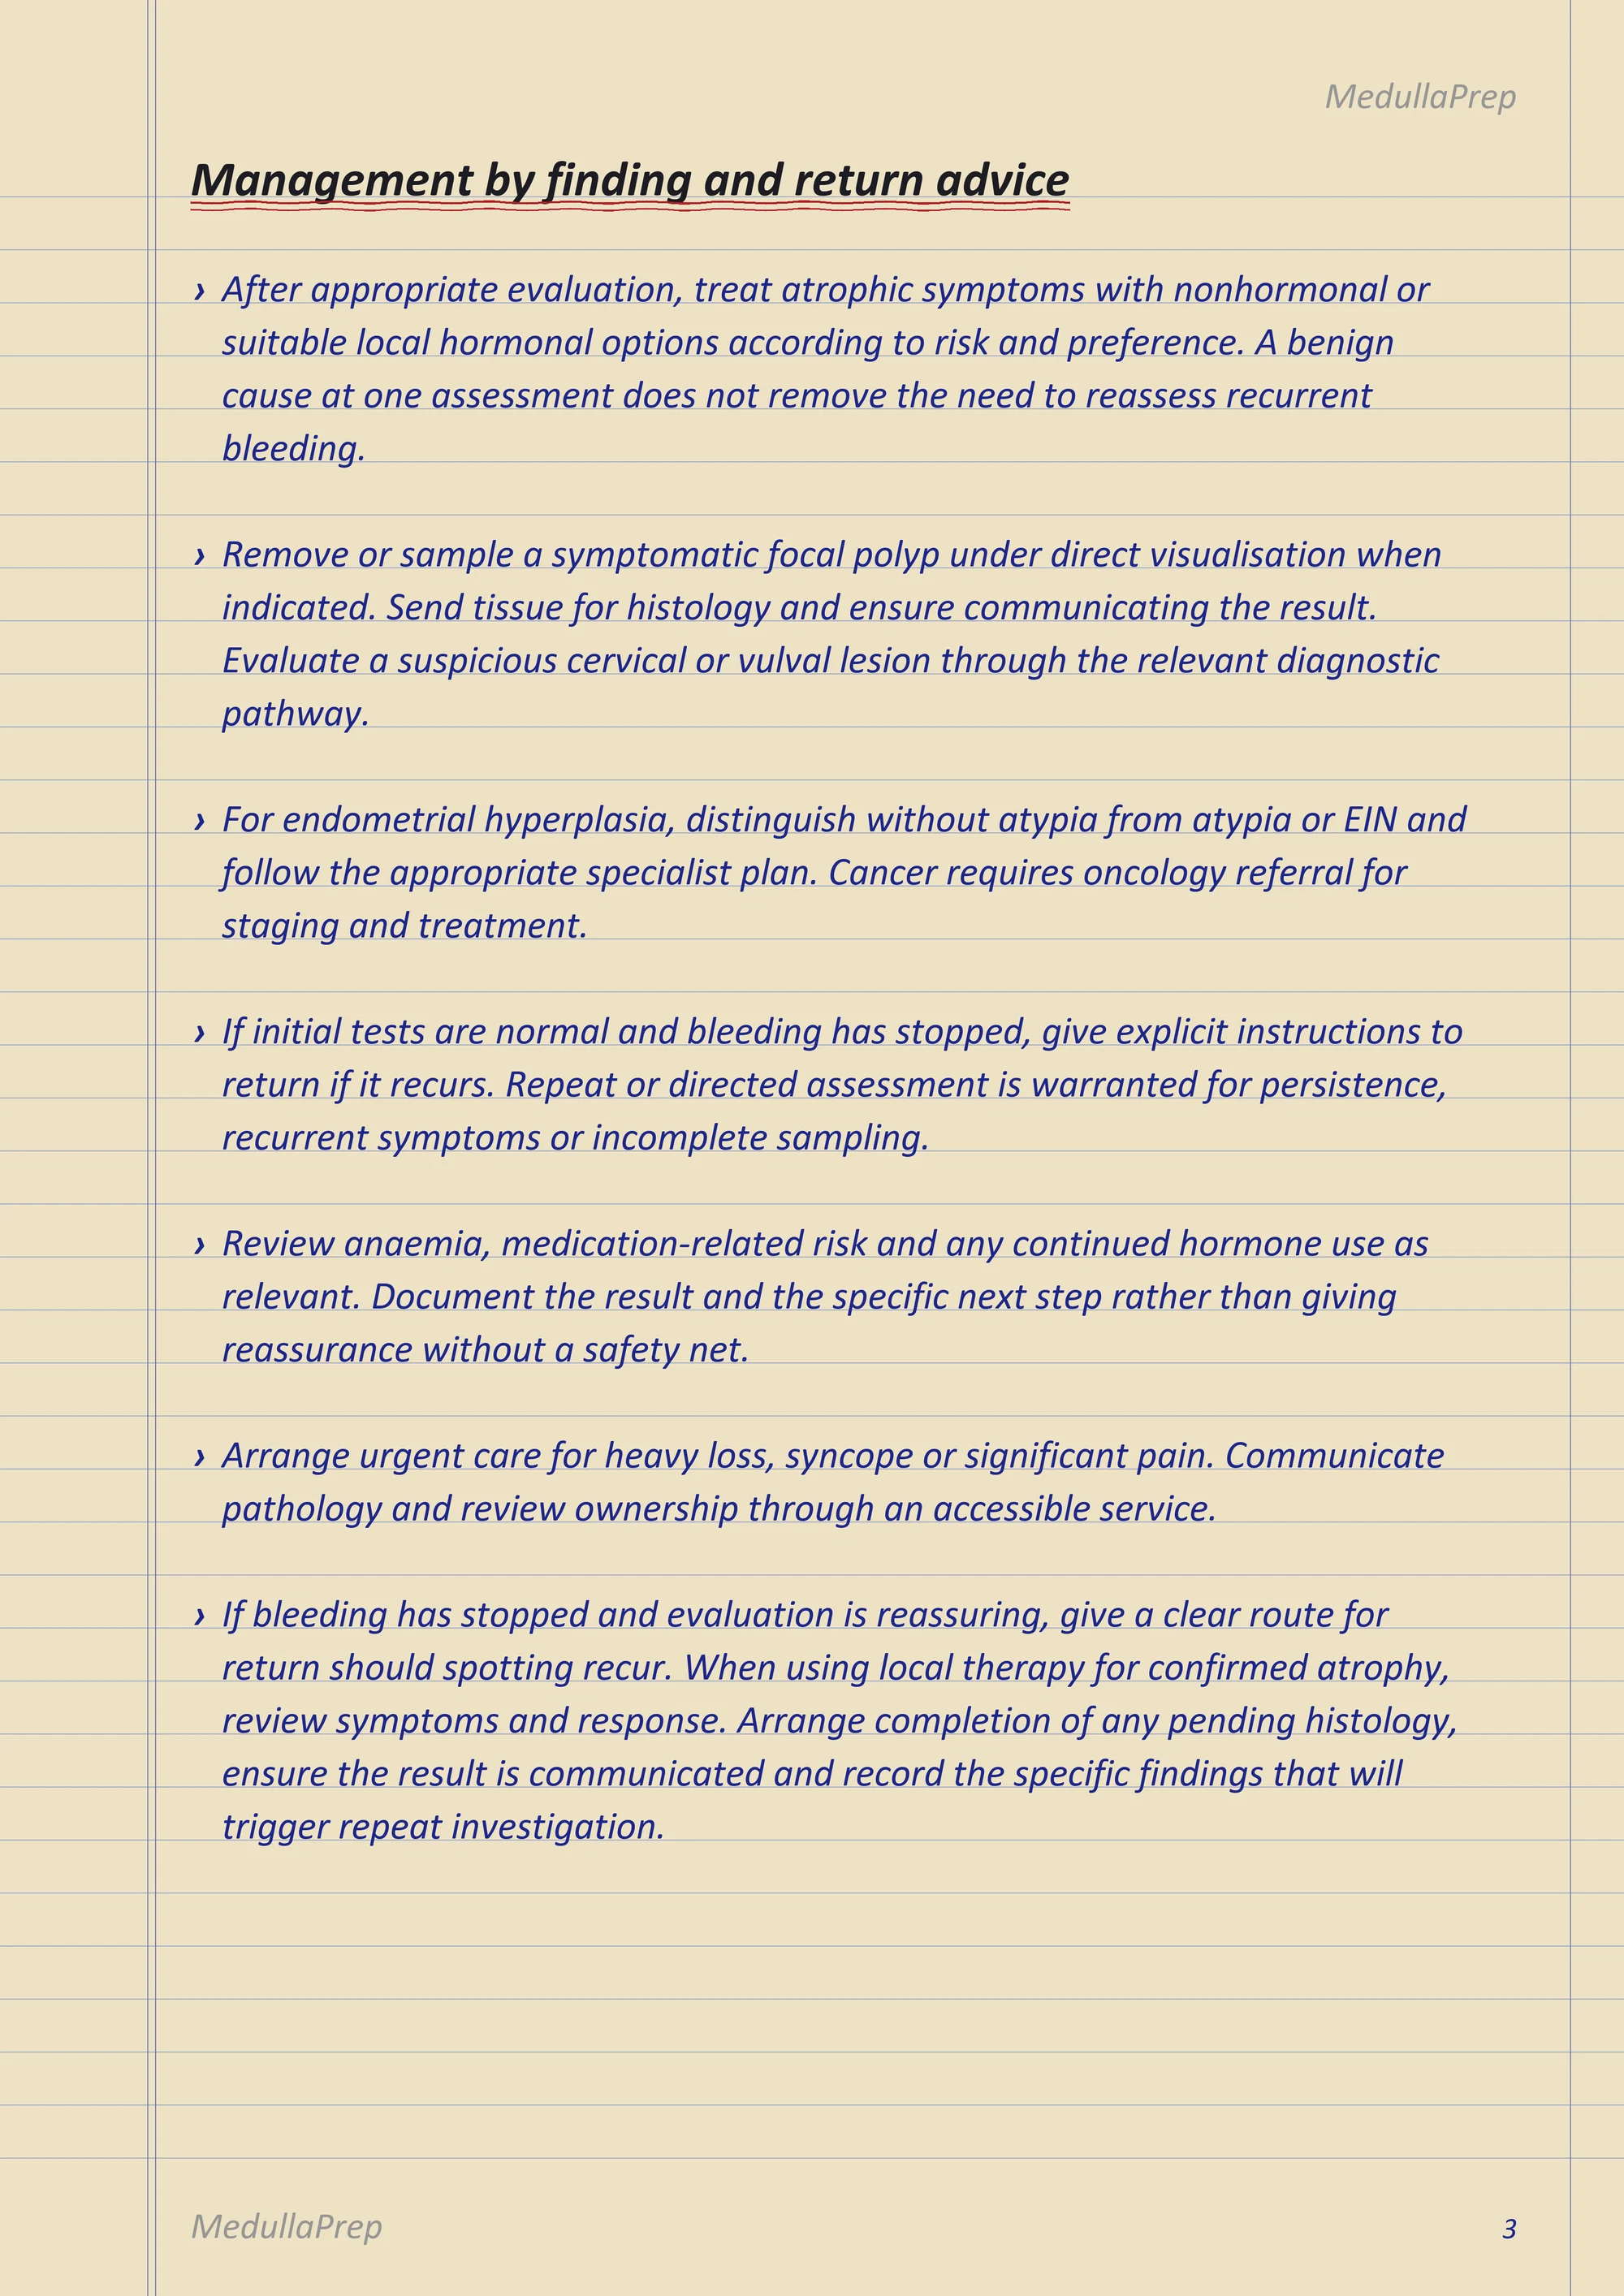 MedullaPrep
Management by finding and return advice
› After appropriate evaluation, treat atrophic symptoms with nonhormonal or
suitable local hormonal options according to risk and preference. A benign
cause at one assessment does not remove the need to reassess recurrent
bleeding.
› Remove or sample a symptomatic focal polyp under direct visualisation when
indicated. Send tissue for histology and ensure communicating the result.
Evaluate a suspicious cervical or vulval lesion through the relevant diagnostic
pathway.
› For endometrial hyperplasia, distinguish without atypia from atypia or EIN and
follow the appropriate specialist plan. Cancer requires oncology referral for
staging and treatment.
› If initial tests are normal and bleeding has stopped, give explicit instructions to
return if it recurs. Repeat or directed assessment is warranted for persistence,
recurrent symptoms or incomplete sampling.
› Review anaemia, medication-related risk and any continued hormone use as
relevant. Document the result and the specific next step rather than giving
reassurance without a safety net.
› Arrange urgent care for heavy loss, syncope or significant pain. Communicate
pathology and review ownership through an accessible service.
› If bleeding has stopped and evaluation is reassuring, give a clear route for
return should spotting recur. When using local therapy for confirmed atrophy,
review symptoms and response. Arrange completion of any pending histology,
ensure the result is communicated and record the specific findings that will
trigger repeat investigation.
MedullaPrep
3